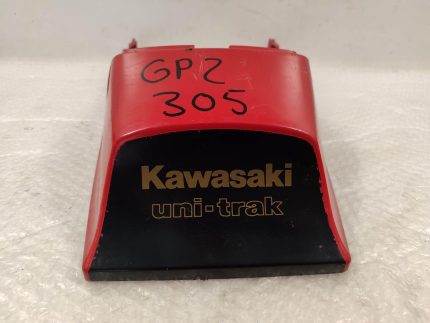 GPZ
305
Kawasaki
uni-trak